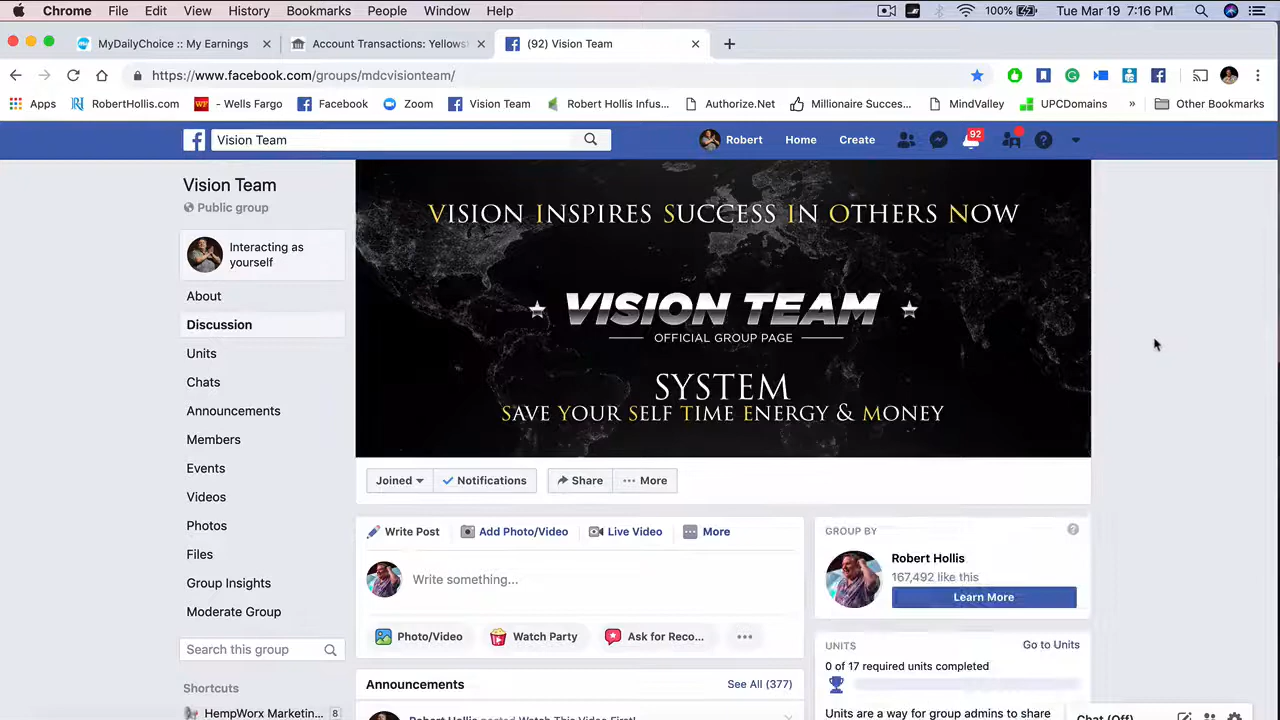 Chrome File Edit View History Bookmarks People Window Help 100% Tue Mar 19 7:16 PM
MyDailyChoice :: My Earnings Account Transactions: Yellows (92) Vision Team
https://www.facebook.com/groups/mdcvisionteam/
Apps RobertHollis.com - Wells Fargo Facebook Zoom Vision Team Robert Hollis Infus... Authorize.Net Millionaire Succes... MindValley UPCDomains » Other Bookmarks
Vision Team Robert Home Create 92
Vision Team
Public group
Interacting as
yourself
About
Discussion
Units
Chats
Announcements
Members
Events
Videos
Photos
Files
Group Insights
Moderate Group
Search this group
Shortcuts
HempWorx Marketin... 8
VISION INSPIRES SUCCESS IN OTHERS NOW
VISION TEAM
OFFICIAL GROUP PAGE
SYSTEM
SAVE YOUR SELF TIME ENERGY & MONEY
Joined Notifications Share More
Write Post Add Photo/Video Live Video More
Write something...
Photo/Video Watch Party Ask for Reco...
Announcements See All (377)
Robert Hollis posted Watch This Video First!
GROUP BY
Robert Hollis
167,492 like this
Learn More
UNITS Go to Units
0 of 17 required units completed
Units are a way for group admins to share
Chat (Off)